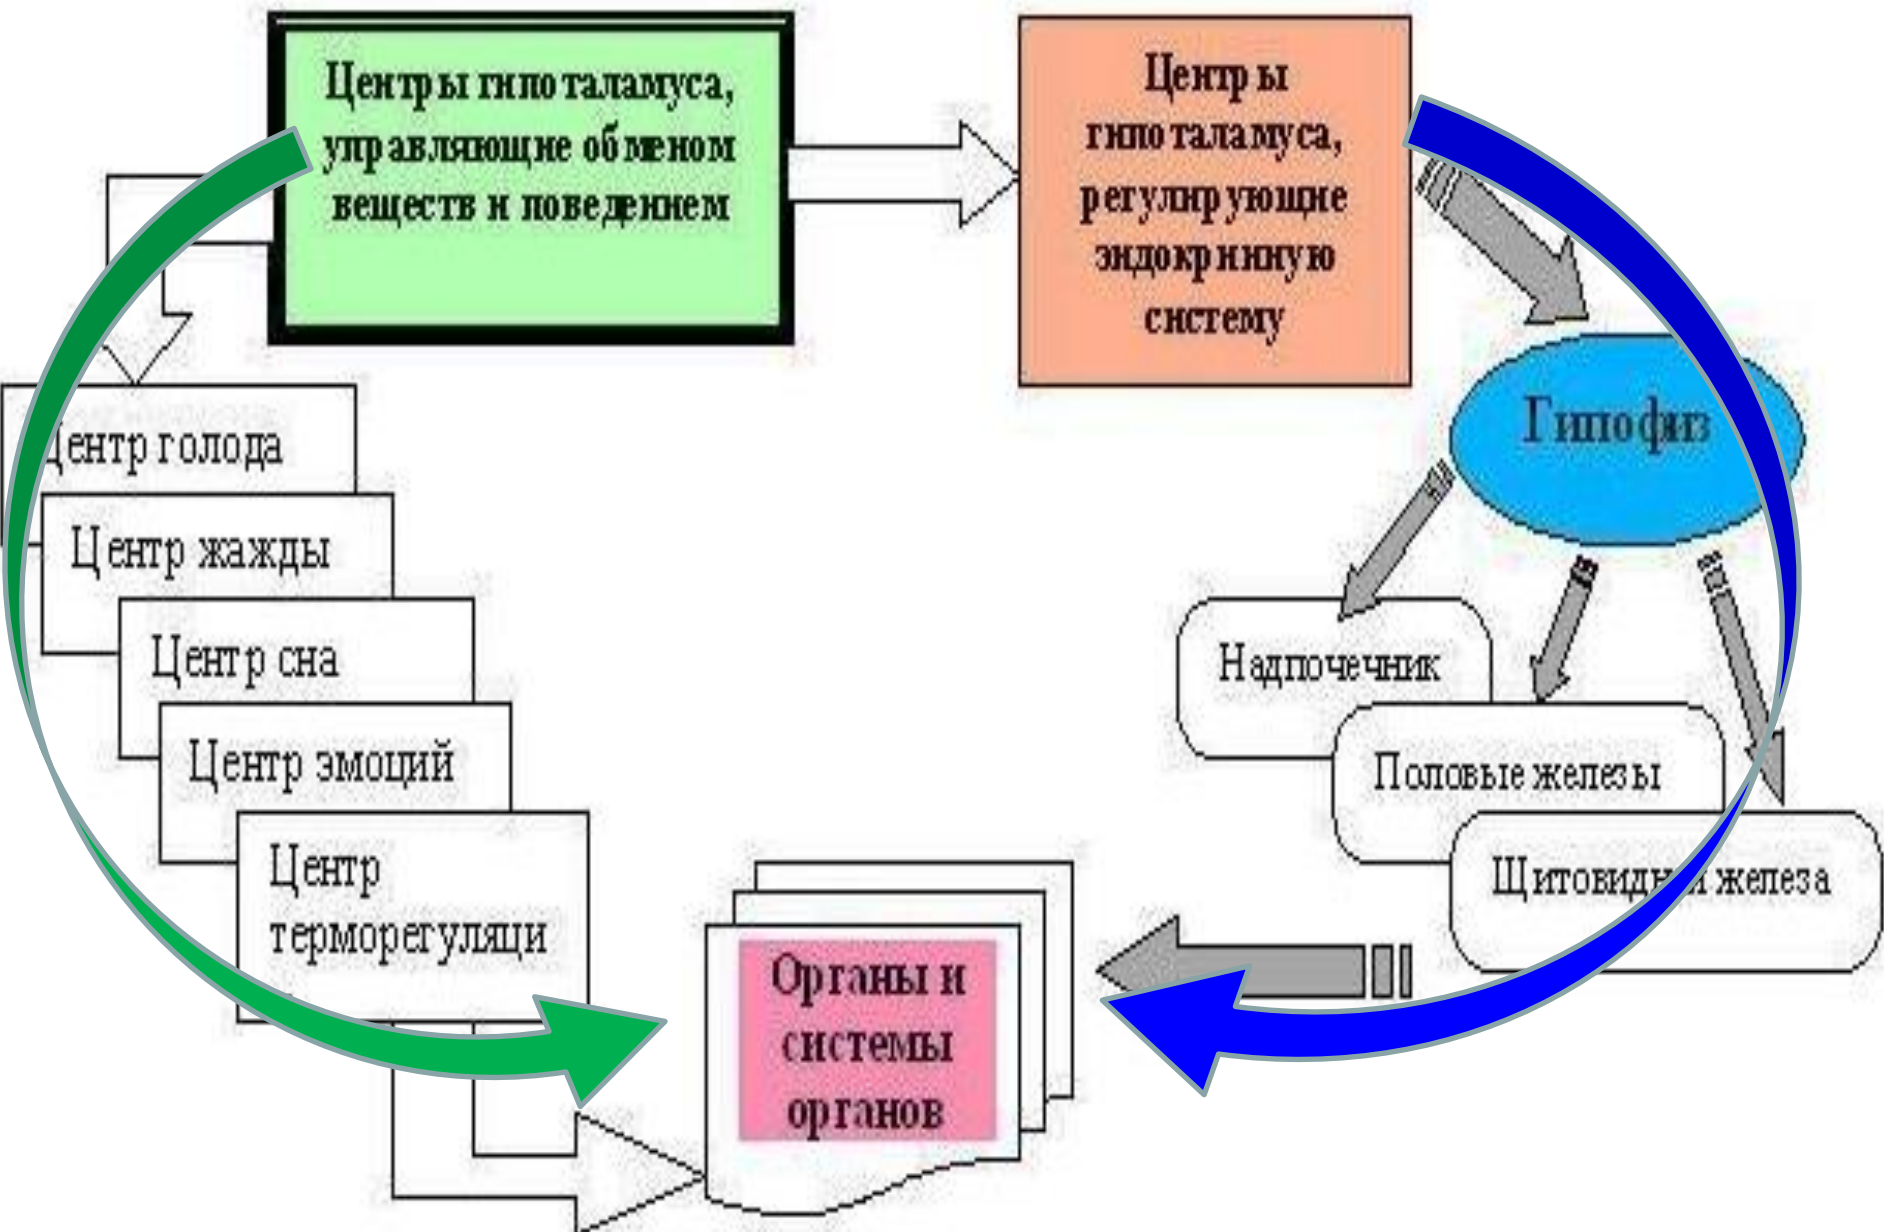 Центры гипоталамуса,
управляющие обменом
веществ и поведением
Центры
гипоталамуса,
регулирующие
эндокринную
систему
Гипофиз
Центр голода
Центр жажды
Центр сна
Центр эмоций
Центр
терморегуляци
Надпочечник
Половые железы
Щитовидная железа
Органы и
системы
органов